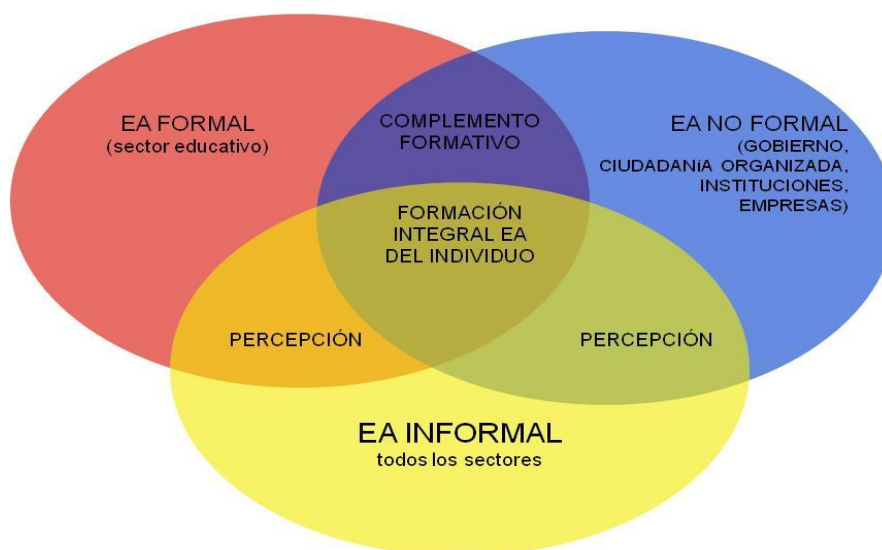 EA FORMAL
(sector educativo)
COMPLEMENTO
FORMATIVO
EA NO FORMAL
(GOBIERNO,
CIUDADANíA ORGANIZADA,
INSTITUCIONES,
EMPRESAS)
FORMACIÓN
INTEGRAL EA
DEL INDIVIDUO
PERCEPCIÓN
PERCEPCIÓN
EA INFORMAL
todos los sectores